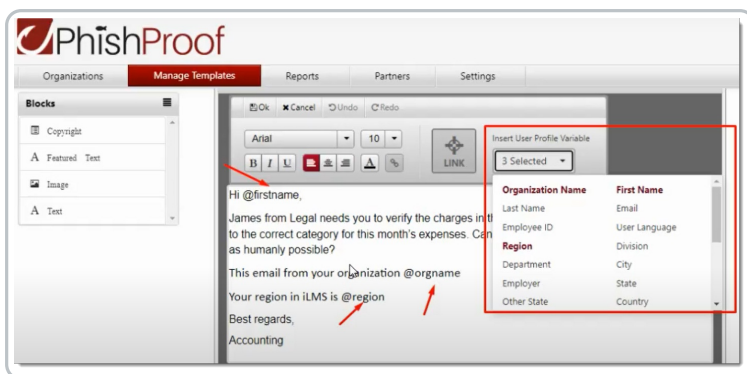 PhishProof
Organizations Manage Templates Reports Partners Settings
Blocks
Copyright
A Featured Text
Image
A Text
Ok Cancel Undo Redo
Arial 10
B I U A
LINK
Insert User Profile Variable
3 Selected
Organization Name First Name
Last Name Email
Employee ID User Language
Region Division
Department City
Employer State
Other State Country
Hi @firstname,
James from Legal needs you to verify the charges in th
to the correct category for this month's expenses. Can
as humanly possible?
This email from your organization @orgname
Your region in iLMS is @region
Best regards,
Accounting